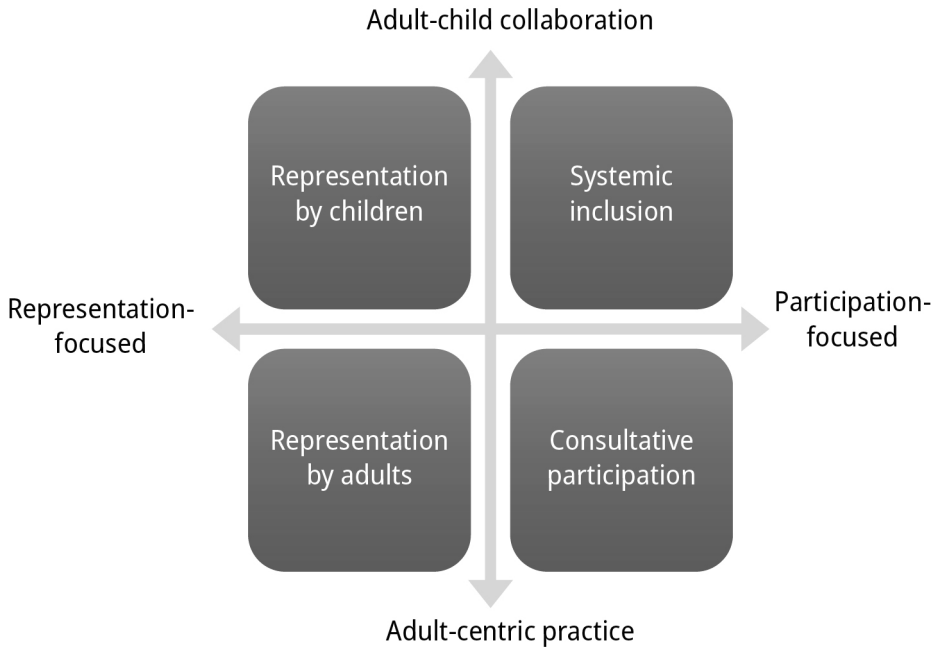 Adult-child collaboration
Representation
by children
Systemic
inclusion
Representation-
focused
Participation-
focused
Representation
by adults
Consultative
participation
Adult-centric practice